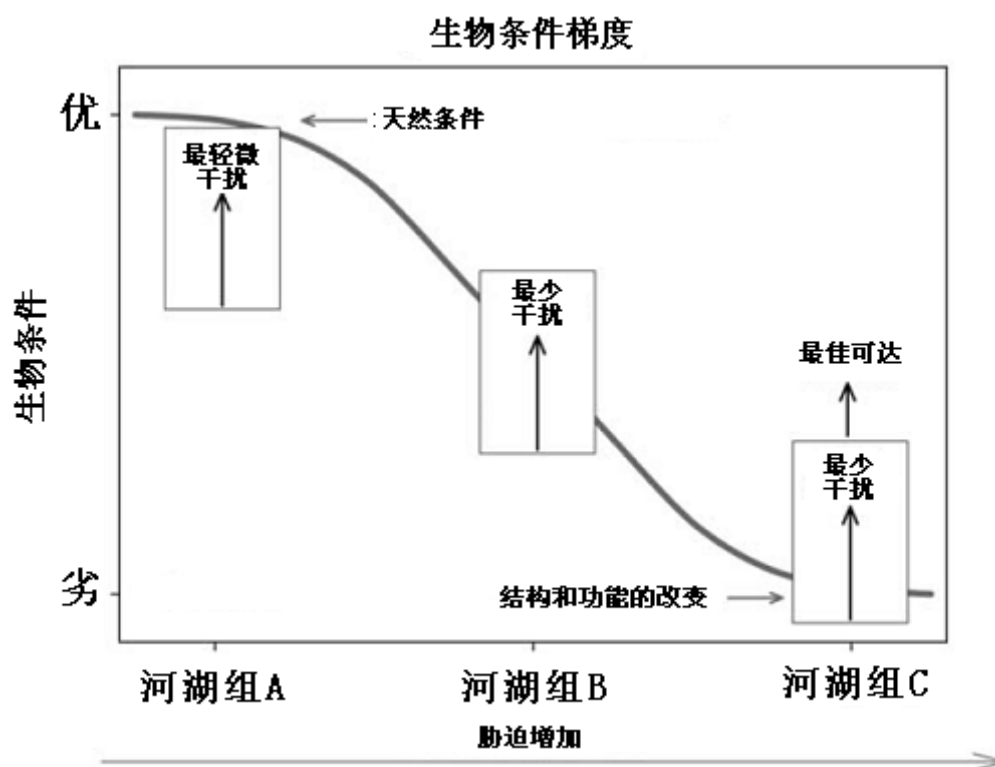 生物条件梯度
优
:天然条件
最轻微
干扰
最少
干扰
生物条件
最佳可达
最少
干扰
劣
结构和功能的改变
河湖组A
河湖组B
河湖组C
胁迫增加